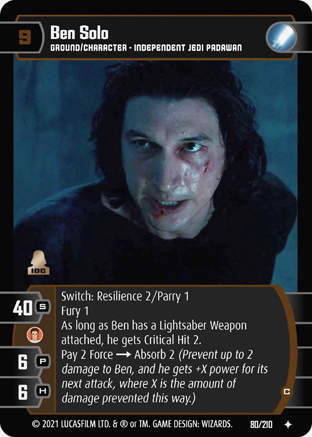 9
Ben Solo
GROUND/CHARACTER - INDEPENDENT JEDI PADAWAN
IDC
40 S
6 P
6 H
Switch: Resilience 2/Parry 1
Fury 1
As long as Ben has a Lightsaber Weapon
attached, he gets Critical Hit 2.
Pay 2 Force → Absorb 2 (Prevent up to 2
damage to Ben, and he gets +X power for its
next attack, where X is the amount of
damage prevented this way.)
C
© 2021 LUCASFILM LTD. & ® or TM. GAME DESIGN: WIZARDS. 80/210